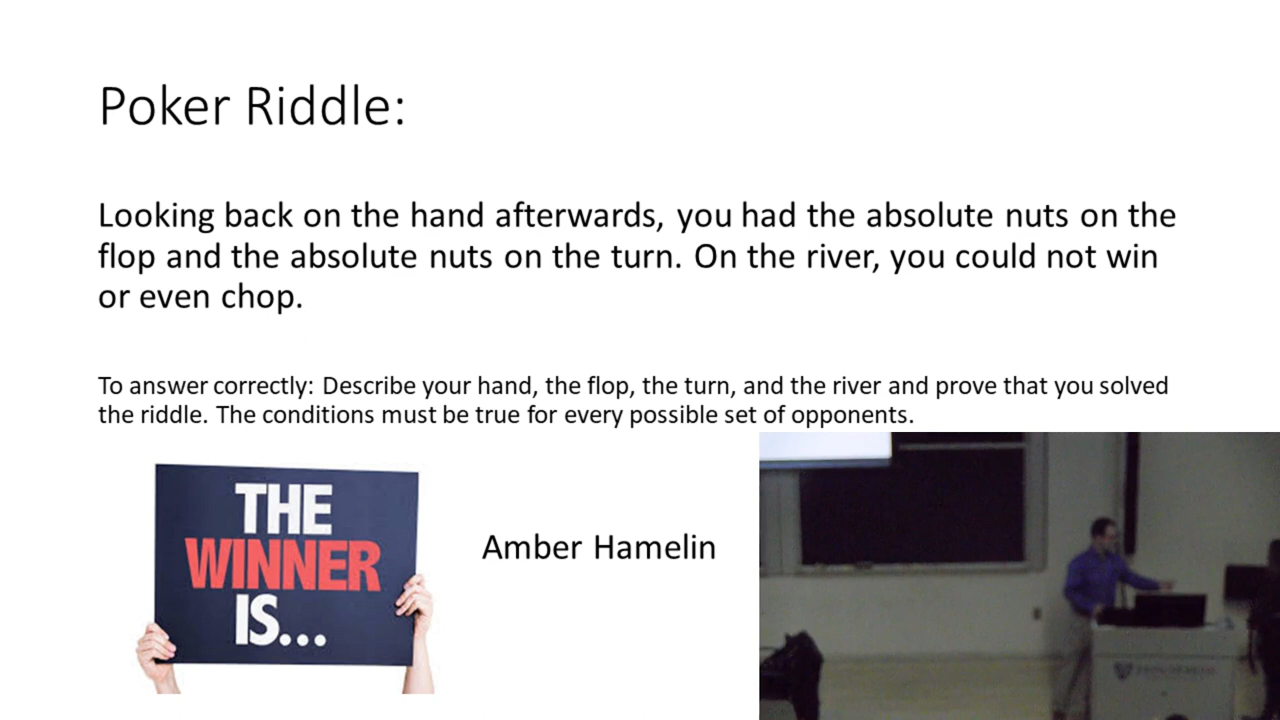 Poker Riddle:
Looking back on the hand afterwards, you had the absolute nuts on the
flop and the absolute nuts on the turn. On the river, you could not win
or even chop.
To answer correctly: Describe your hand, the flop, the turn, and the river and prove that you solved
the riddle. The conditions must be true for every possible set of opponents.
THE
WINNER
IS...
Amber Hamelin